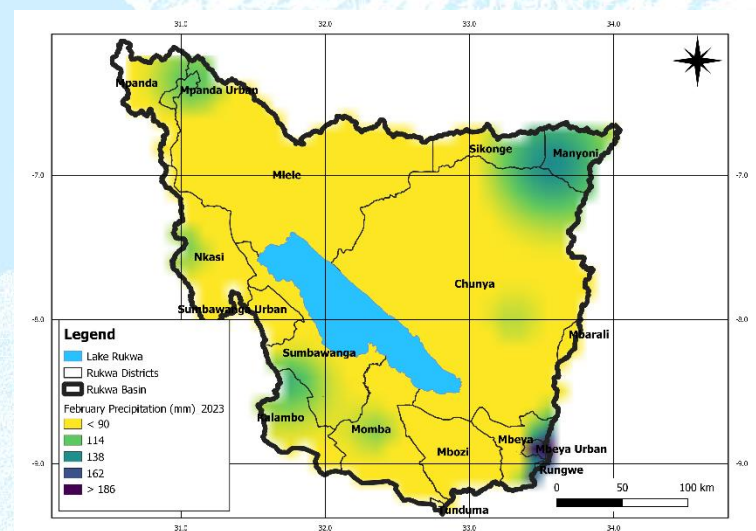 31.0 32.0 33.0 34.0
Mpanda
Mpanda Urban
Sikonge
Manyoni
-7.0 -7.0
Mlele
Nkasi
Chunya
Sumbawanga Urban
-8.0
Mbarali
Sumbawanga
Kalambo
Momba
Mbeya
Mbozi
Mbeya Urban
-9.0 -9.0
Rungwe
Tunduma
Legend
Lake Rukwa
Rukwa Districts
Rukwa Basin
February Precipitation (mm) 2023
< 90
114
138
162
> 186
0 50 100 km
31.0 32.0 33.0 34.0